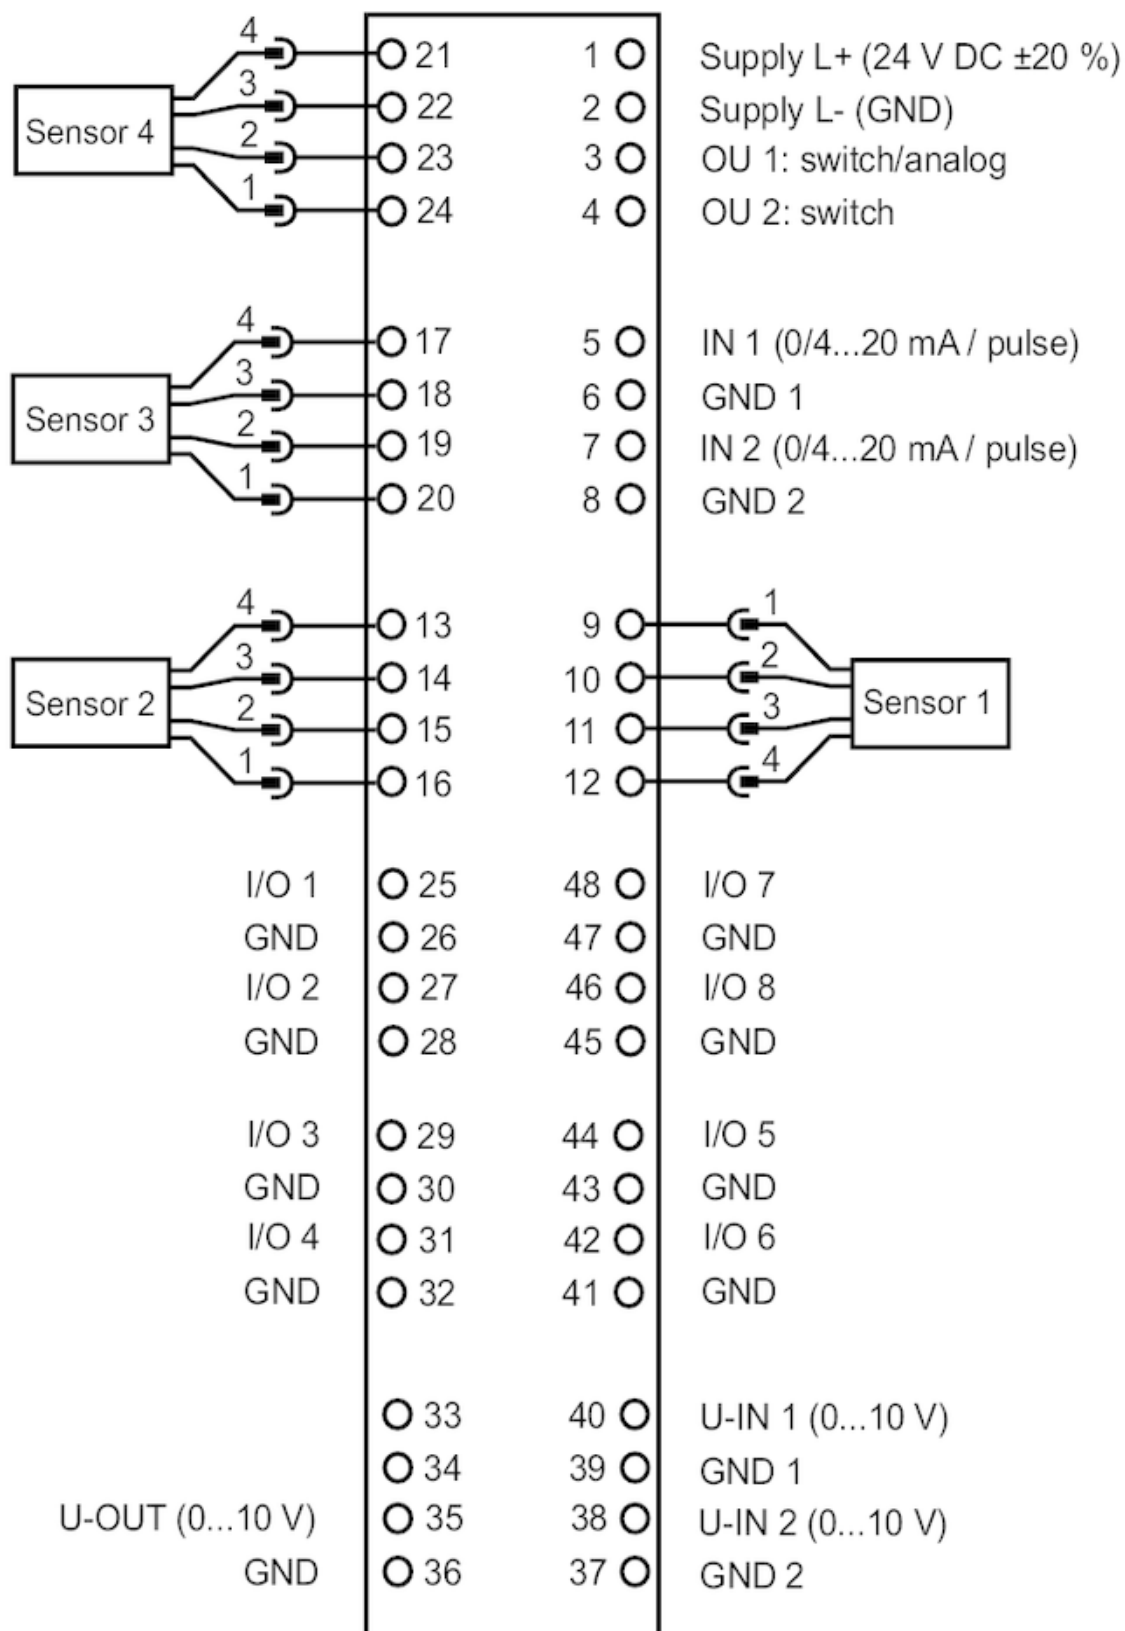 4 21 1 Supply L+ (24 V DC ±20 %)
3 22 2 Supply L- (GND)
Sensor 4
2 23 3 OU 1: switch/analog
1 24 4 OU 2: switch
4 17 5 IN 1 (0/4...20 mA / pulse)
3 18 6 GND 1
Sensor 3
2 19 7 IN 2 (0/4...20 mA / pulse)
1 20 8 GND 2
4 13 9 1
3 14 10 2
Sensor 2 Sensor 1
2 15 11 3
1 16 12 4
I/O 1 25 48 I/O 7
GND 26 47 GND
I/O 2 27 46 I/O 8
GND 28 45 GND
I/O 3 29 44 I/O 5
GND 30 43 GND
I/O 4 31 42 I/O 6
GND 32 41 GND
33 40 U-IN 1 (0...10 V)
34 39 GND 1
U-OUT (0...10 V) 35 38 U-IN 2 (0...10 V)
GND 36 37 GND 2